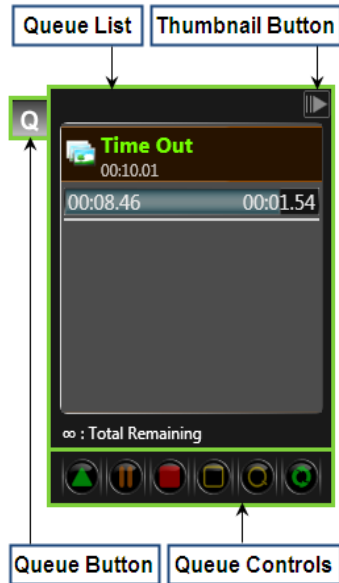 Queue List
Thumbnail Button
Q
Time Out
00:10.01
00:08.46 00:01.54
∞ : Total Remaining
Queue Button
Queue Controls